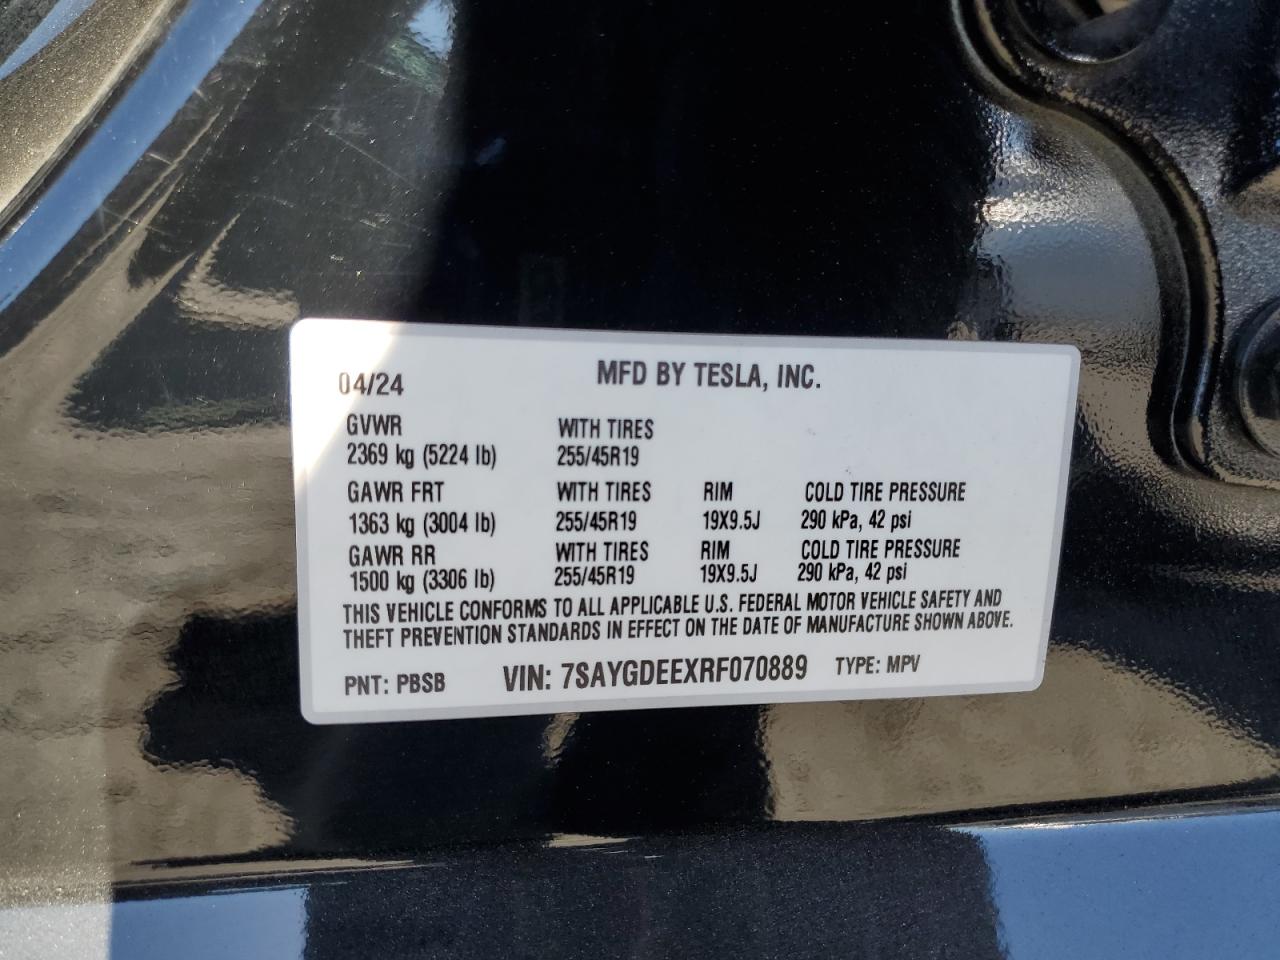 04/24 MFD BY TESLA, INC.
GVWR WITH TIRES
2369 kg (5224 lb) 255/45R19
GAWR FRT WITH TIRES RIM COLD TIRE PRESSURE
1363 kg (3004 lb) 255/45R19 19X9.5J 290 kPa, 42 psi
GAWR RR WITH TIRES RIM COLD TIRE PRESSURE
1500 kg (3306 lb) 255/45R19 19X9.5J 290 kPa, 42 psi
THIS VEHICLE CONFORMS TO ALL APPLICABLE U.S. FEDERAL MOTOR VEHICLE SAFETY AND
THEFT PREVENTION STANDARDS IN EFFECT ON THE DATE OF MANUFACTURE SHOWN ABOVE.
PNT: PBSB VIN: 7SAYGDEEXRF070889 TYPE: MPV